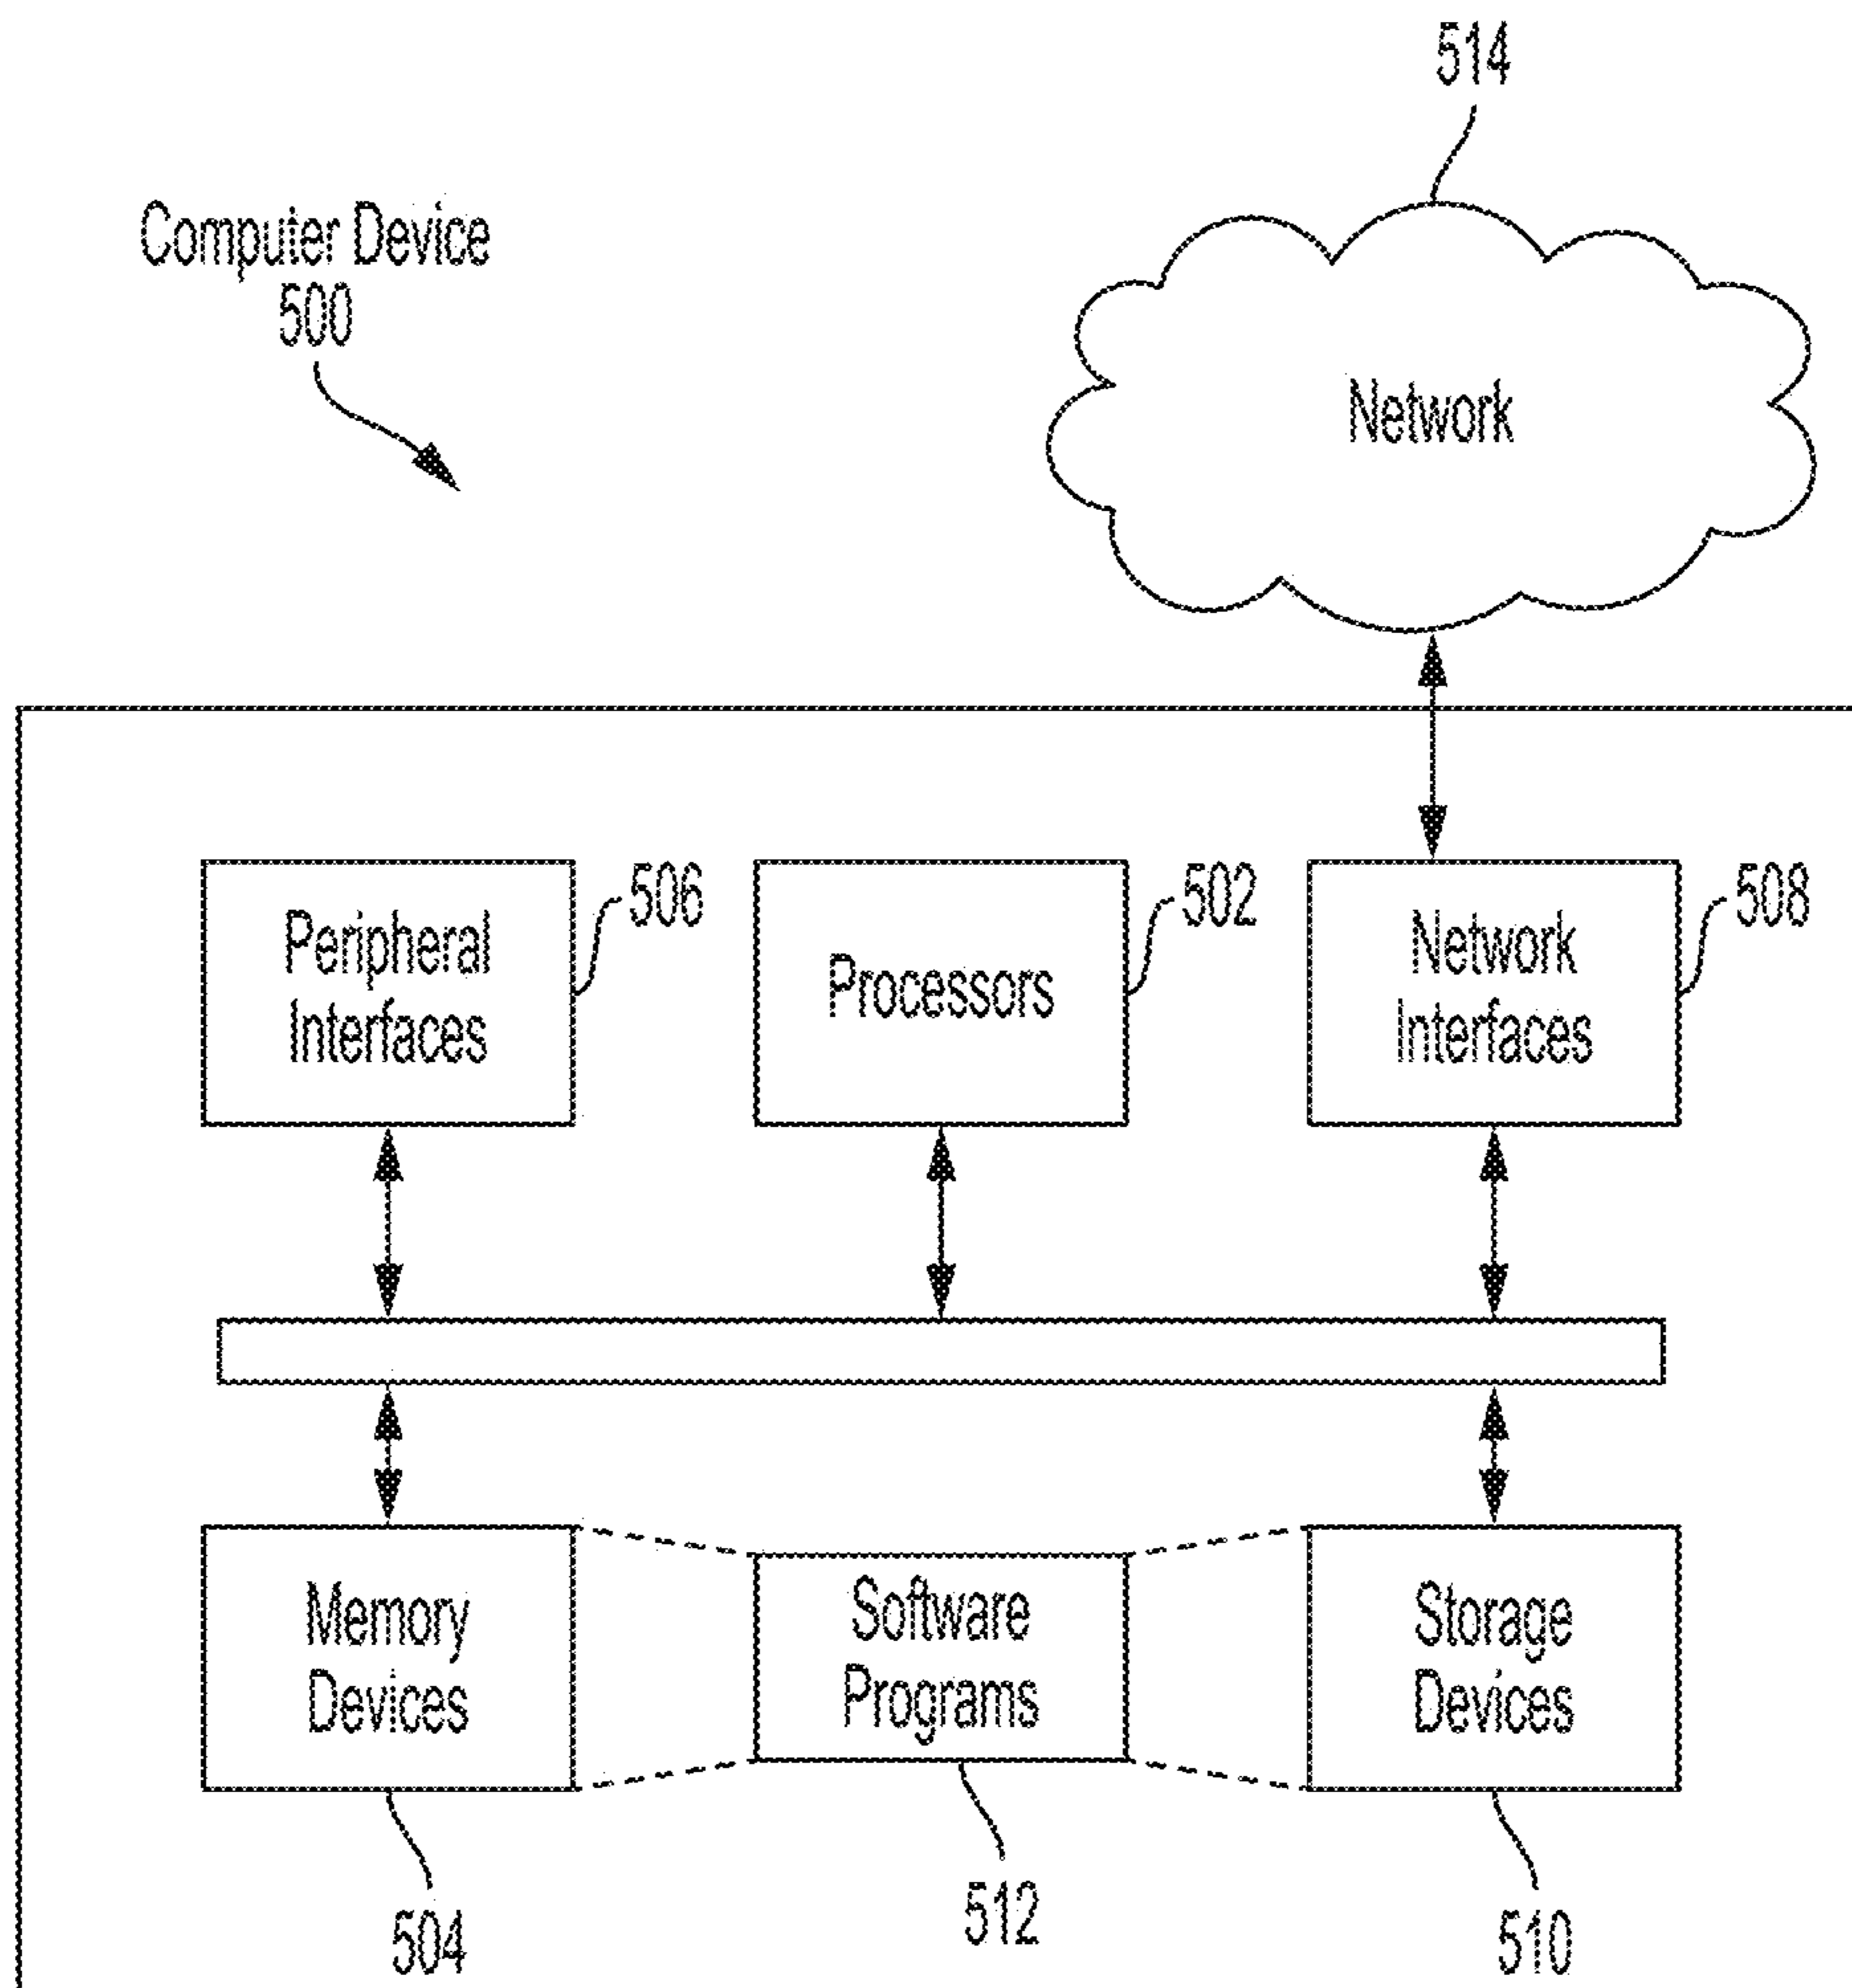 514
Computer Device
500
Network
Peripheral
Interfaces
506
Processors
502
Network
Interfaces
508
Memory
Devices
504
Software
Programs
512
Storage
Devices
510